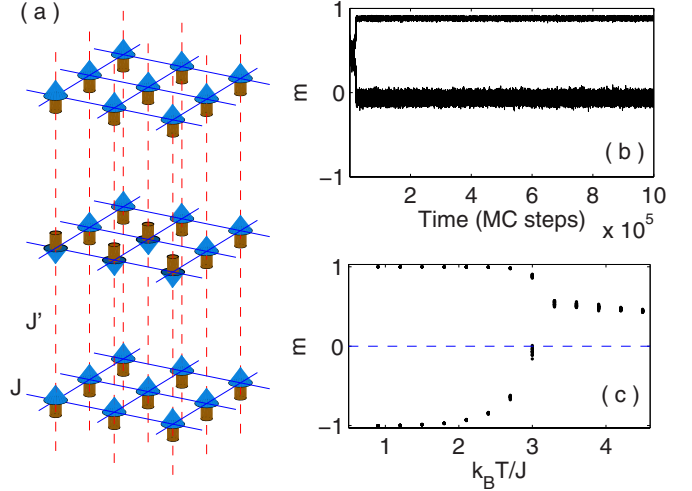 ( a )
J'
J
1
0
−1
m
( b )
2 4 6 8 10
Time (MC steps)
x 10^5
1
0
−1
m
( c )
1 2 3 4
k_BT/J